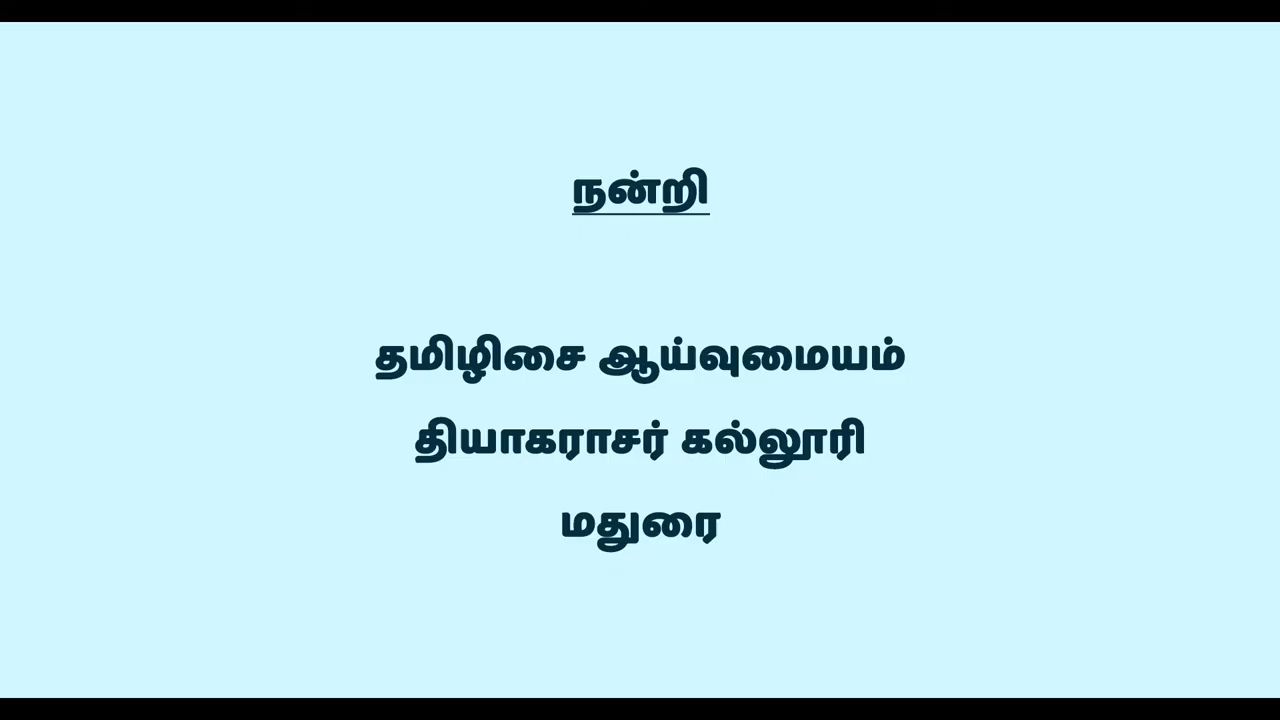 நன்றி
தமிழிசை ஆய்வுமையம்
தியாகராசர் கல்லூரி
மதுரை